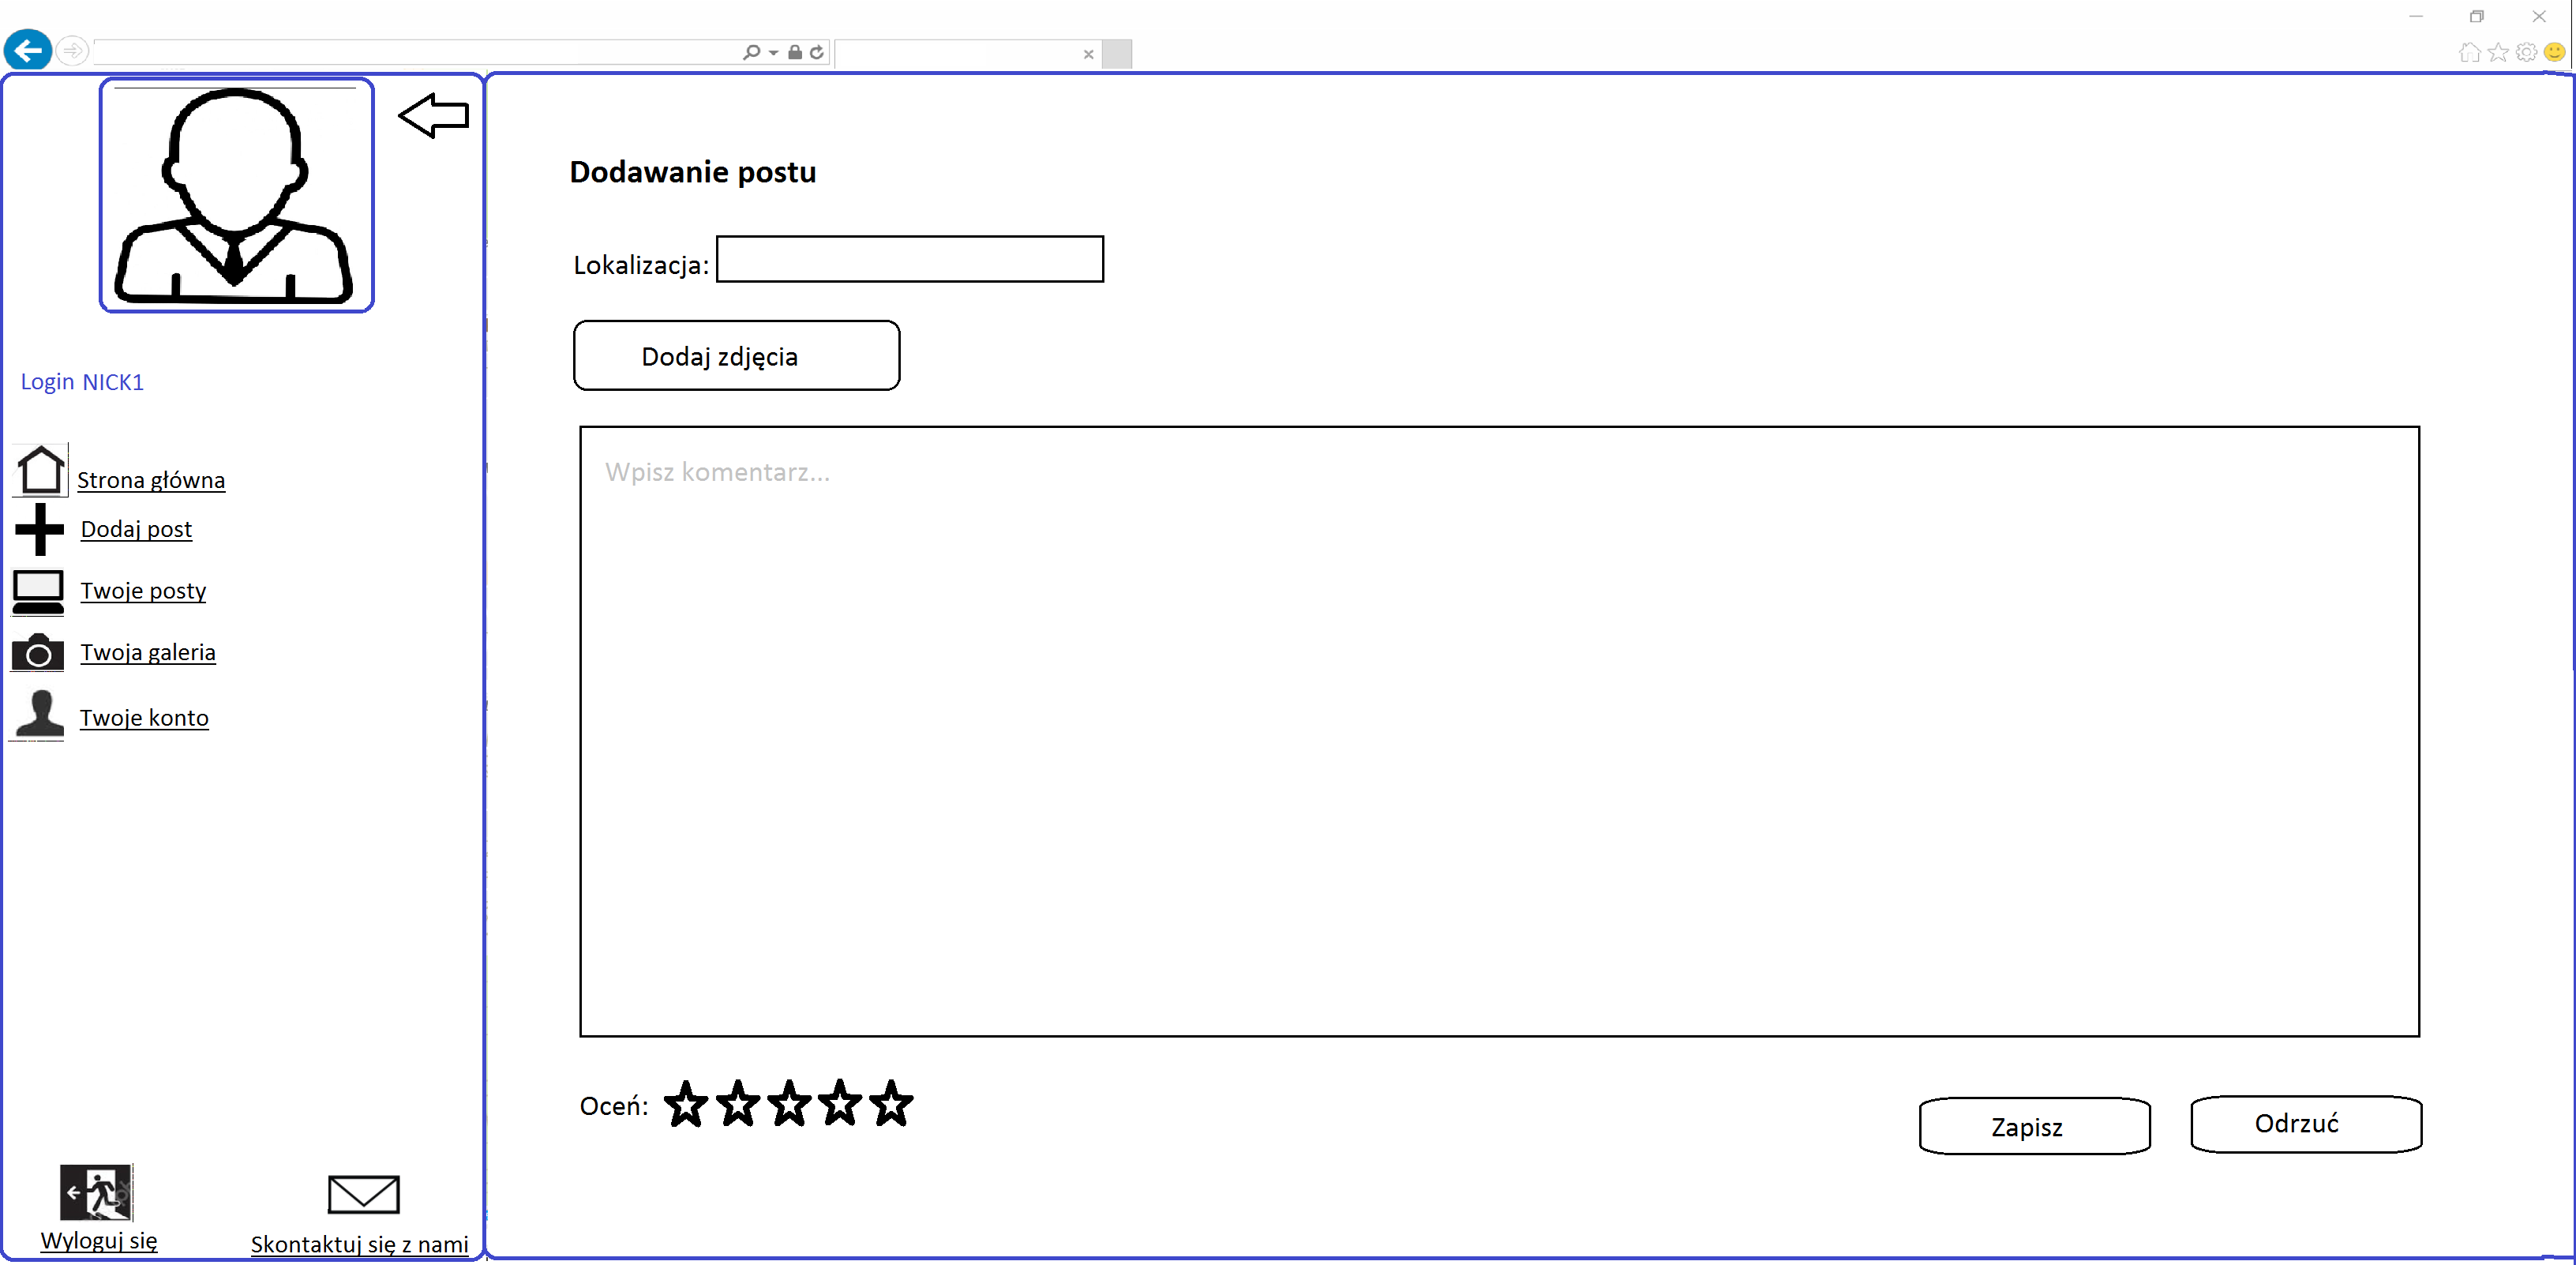 Login NICK1
Strona główna
Dodaj post
Twoje posty
Twoja galeria
Twoje konto
Wyloguj się
Skontaktuj się z nami
Dodawanie postu
Lokalizacja:
Dodaj zdjęcia
Wpisz komentarz...
Oceń:
Zapisz
Odrzuć